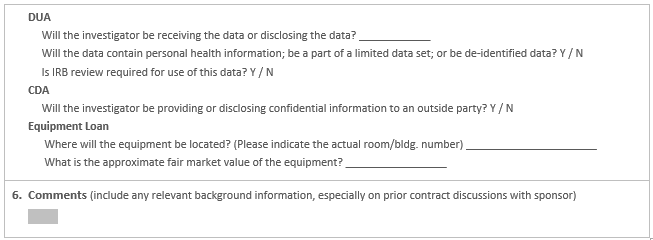 DUA
Will the investigator be receiving the data or disclosing the data? ____________
Will the data contain personal health information; be a part of a limited data set; or be de-identified data? Y / N
Is IRB review required for use of this data? Y / N
CDA
Will the investigator be providing or disclosing confidential information to an outside party? Y / N
Equipment Loan
Where will the equipment be located? (Please indicate the actual room/bldg. number) ______________________
What is the approximate fair market value of the equipment? _________________
6. Comments (include any relevant background information, especially on prior contract discussions with sponsor)